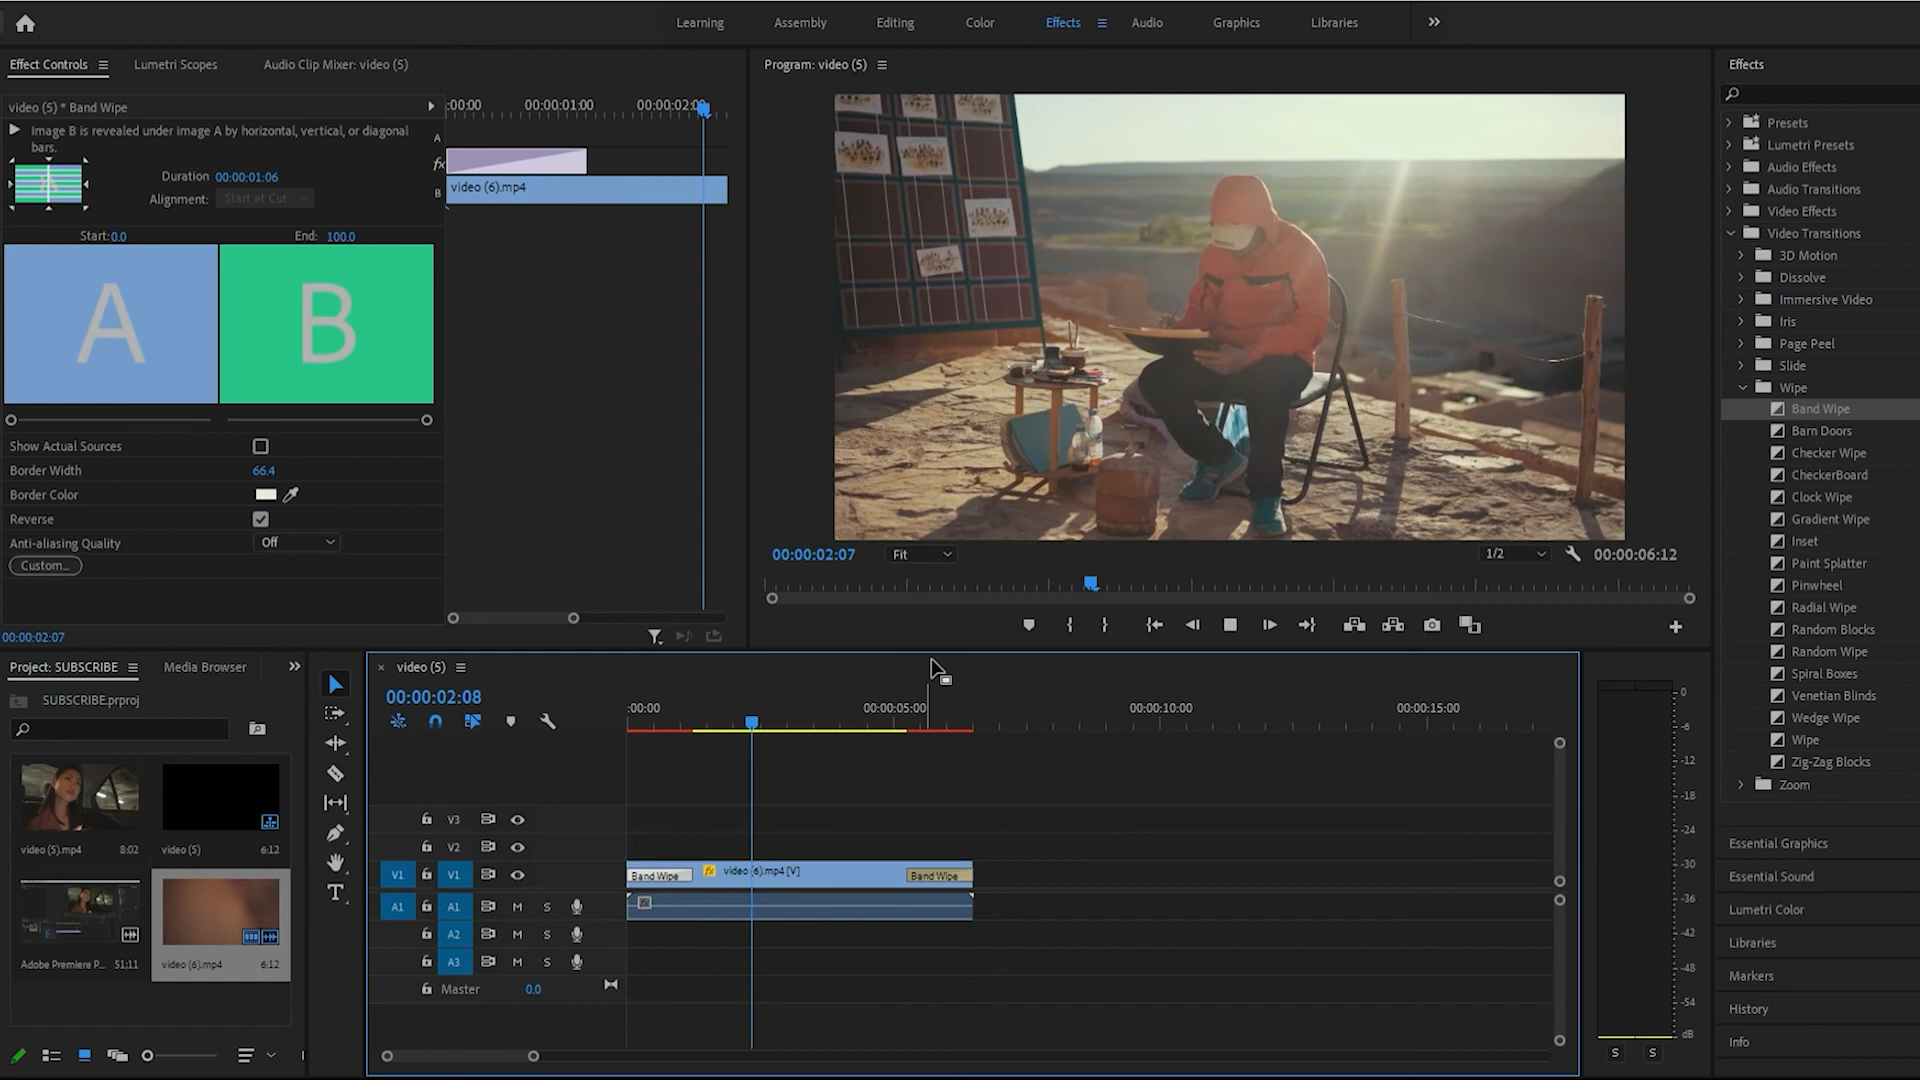 Learning Assembly Editing Color Effects Audio Graphics Libraries
Effect Controls Lumetri Scopes Audio Clip Mixer: video (5)
video (5) * Band Wipe
Image B is revealed under image A by horizontal, vertical, or diagonal
bars.
Duration 00:00:01:06
Alignment: Start at Cut
Start: 0.0 End: 100.0
A B
Show Actual Sources
Border Width 66.4
Border Color
Reverse
Anti-aliasing Quality Off
Custom...
00:00:02:07
:00:00 00:00:01:00 00:00:02:00
A
fx
B video (6).mp4
Program: video (5)
00:00:02:07 Fit 1/2 00:00:06:12
Effects
Presets
Lumetri Presets
Audio Effects
Audio Transitions
Video Effects
Video Transitions
3D Motion
Dissolve
Immersive Video
Iris
Page Peel
Slide
Wipe
Band Wipe
Barn Doors
Checker Wipe
CheckerBoard
Clock Wipe
Gradient Wipe
Inset
Paint Splatter
Pinwheel
Radial Wipe
Random Blocks
Random Wipe
Spiral Boxes
Venetian Blinds
Wedge Wipe
Wipe
Zig-Zag Blocks
Zoom
Essential Graphics
Essential Sound
Lumetri Color
Libraries
Markers
History
Info
Project: SUBSCRIBE Media Browser
SUBSCRIBE.prproj
video (5).mp4 8:02 video (5) 6:12
Adobe Premiere P... 51;11 video (6).mp4 6:12
video (5)
00:00:02:08
:00:00 00:00:05:00 00:00:10:00 00:00:15:00
V3
V2
V1 V1 Band Wipe fx video (6).mp4 [V] Band Wipe
A1 A1 M S
A2 M S
A3 M S
Master 0.0
0
-6
-12
-18
-24
-30
-36
-42
-48
-54
dB
S S